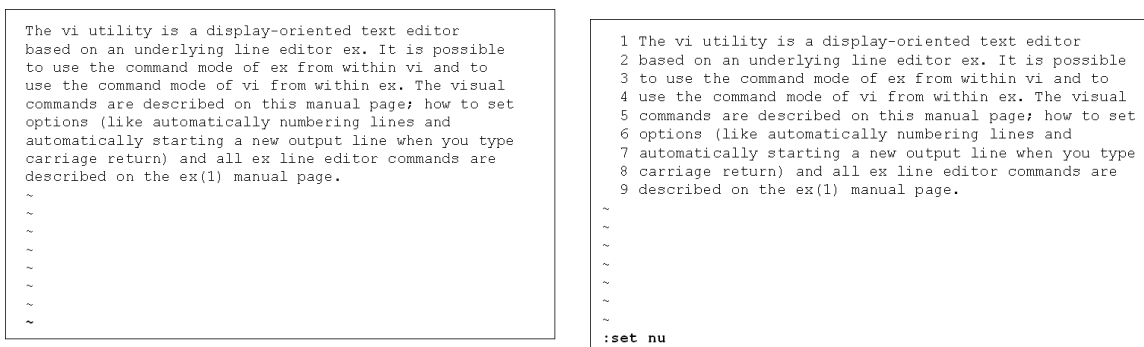 The vi utility is a display-oriented text editor
based on an underlying line editor ex. It is possible
to use the command mode of ex from within vi and to
use the command mode of vi from within ex. The visual
commands are described on this manual page; how to set
options (like automatically numbering lines and
automatically starting a new output line when you type
carriage return) and all ex line editor commands are
described on the ex(1) manual page.
~
~
~
~
~
~
~
~
1 The vi utility is a display-oriented text editor
2 based on an underlying line editor ex. It is possible
3 to use the command mode of ex from within vi and to
4 use the command mode of vi from within ex. The visual
5 commands are described on this manual page; how to set
6 options (like automatically numbering lines and
7 automatically starting a new output line when you type
8 carriage return) and all ex line editor commands are
9 described on the ex(1) manual page.
~
~
~
~
~
~
~
:set nu